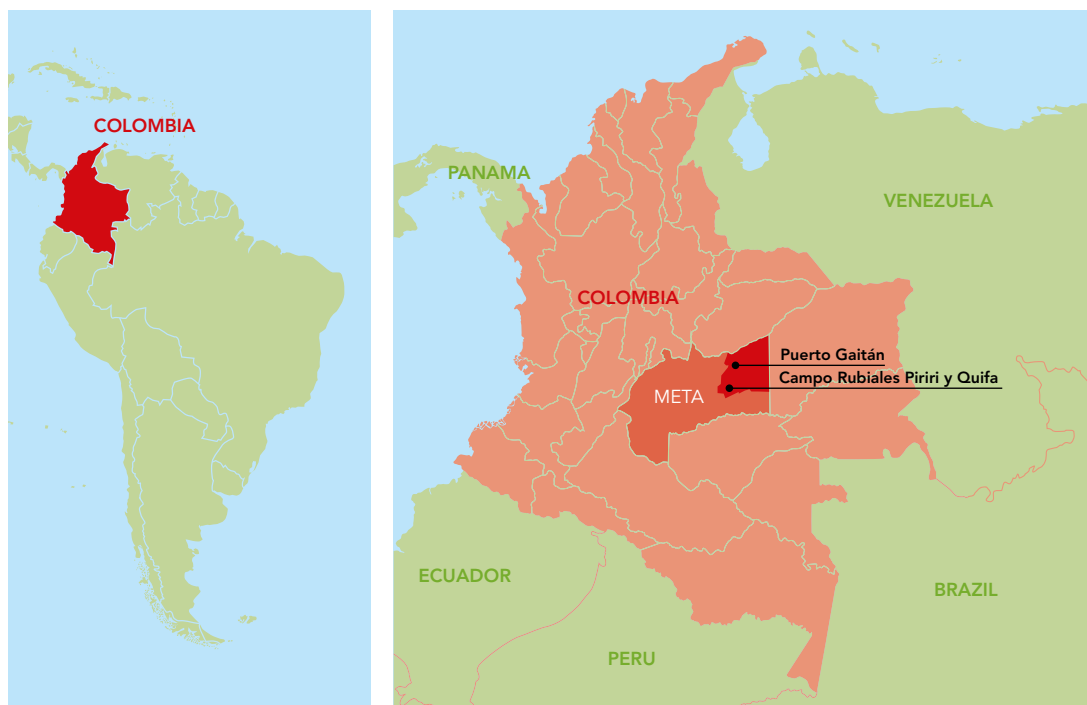 COLOMBIA
PANAMA
VENEZUELA
COLOMBIA
Puerto Gaitán
Campo Rubiales Piriri y Quifa
META
ECUADOR
BRAZIL
PERU